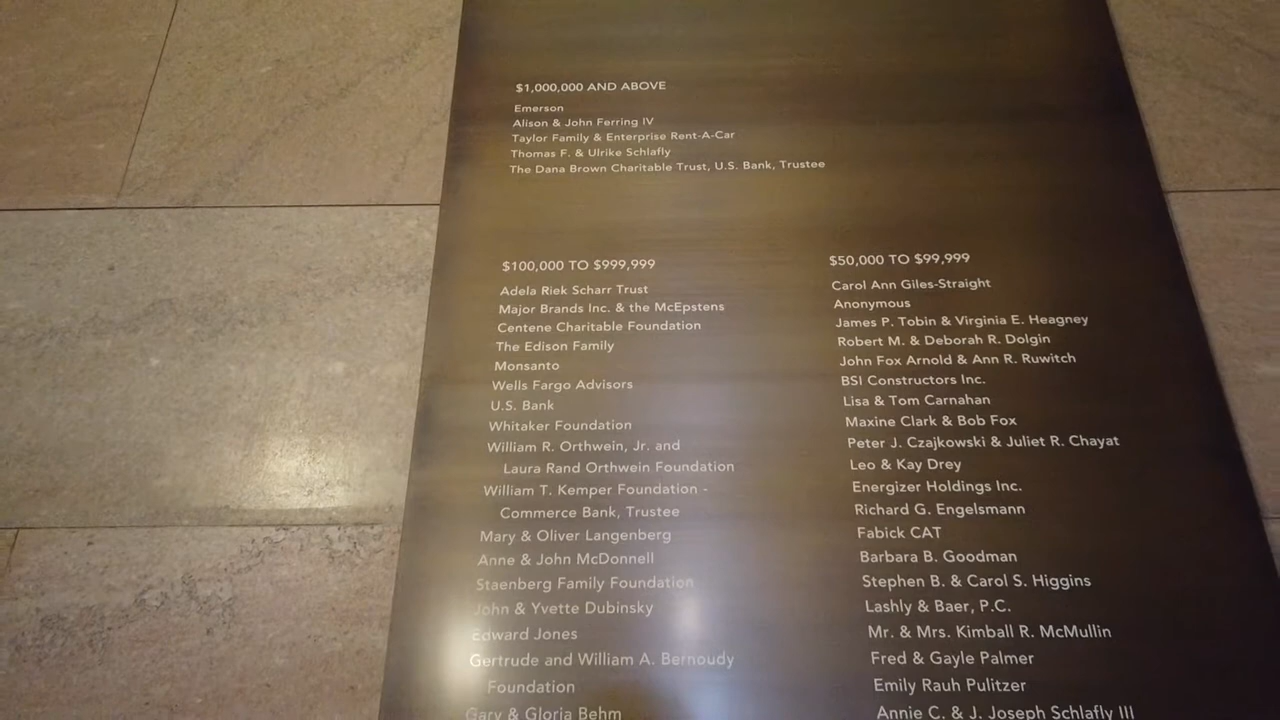 $1,000,000 AND ABOVE
Emerson
Alison & John Ferring IV
Taylor Family & Enterprise Rent-A-Car
Thomas F. & Ulrike Schlafly
The Dana Brown Charitable Trust, U.S. Bank, Trustee
$100,000 TO $999,999
Adela Riek Scharr Trust
Major Brands Inc. & the McEpstens
Centene Charitable Foundation
The Edison Family
Monsanto
Wells Fargo Advisors
U.S. Bank
Whitaker Foundation
William R. Orthwein, Jr. and
Laura Rand Orthwein Foundation
William T. Kemper Foundation -
Commerce Bank, Trustee
Mary & Oliver Langenberg
Anne & John McDonnell
Staenberg Family Foundation
John & Yvette Dubinsky
Edward Jones
Gertrude and William A. Bernoudy
Foundation
Gary & Gloria Behm
$50,000 TO $99,999
Carol Ann Giles-Straight
Anonymous
James P. Tobin & Virginia E. Heagney
Robert M. & Deborah R. Dolgin
John Fox Arnold & Ann R. Ruwitch
BSI Constructors Inc.
Lisa & Tom Carnahan
Maxine Clark & Bob Fox
Peter J. Czajkowski & Juliet R. Chayat
Leo & Kay Drey
Energizer Holdings Inc.
Richard G. Engelsmann
Fabick CAT
Barbara B. Goodman
Stephen B. & Carol S. Higgins
Lashly & Baer, P.C.
Mr. & Mrs. Kimball R. McMullin
Fred & Gayle Palmer
Emily Rauh Pulitzer
Annie C. & J. Joseph Schlafly III